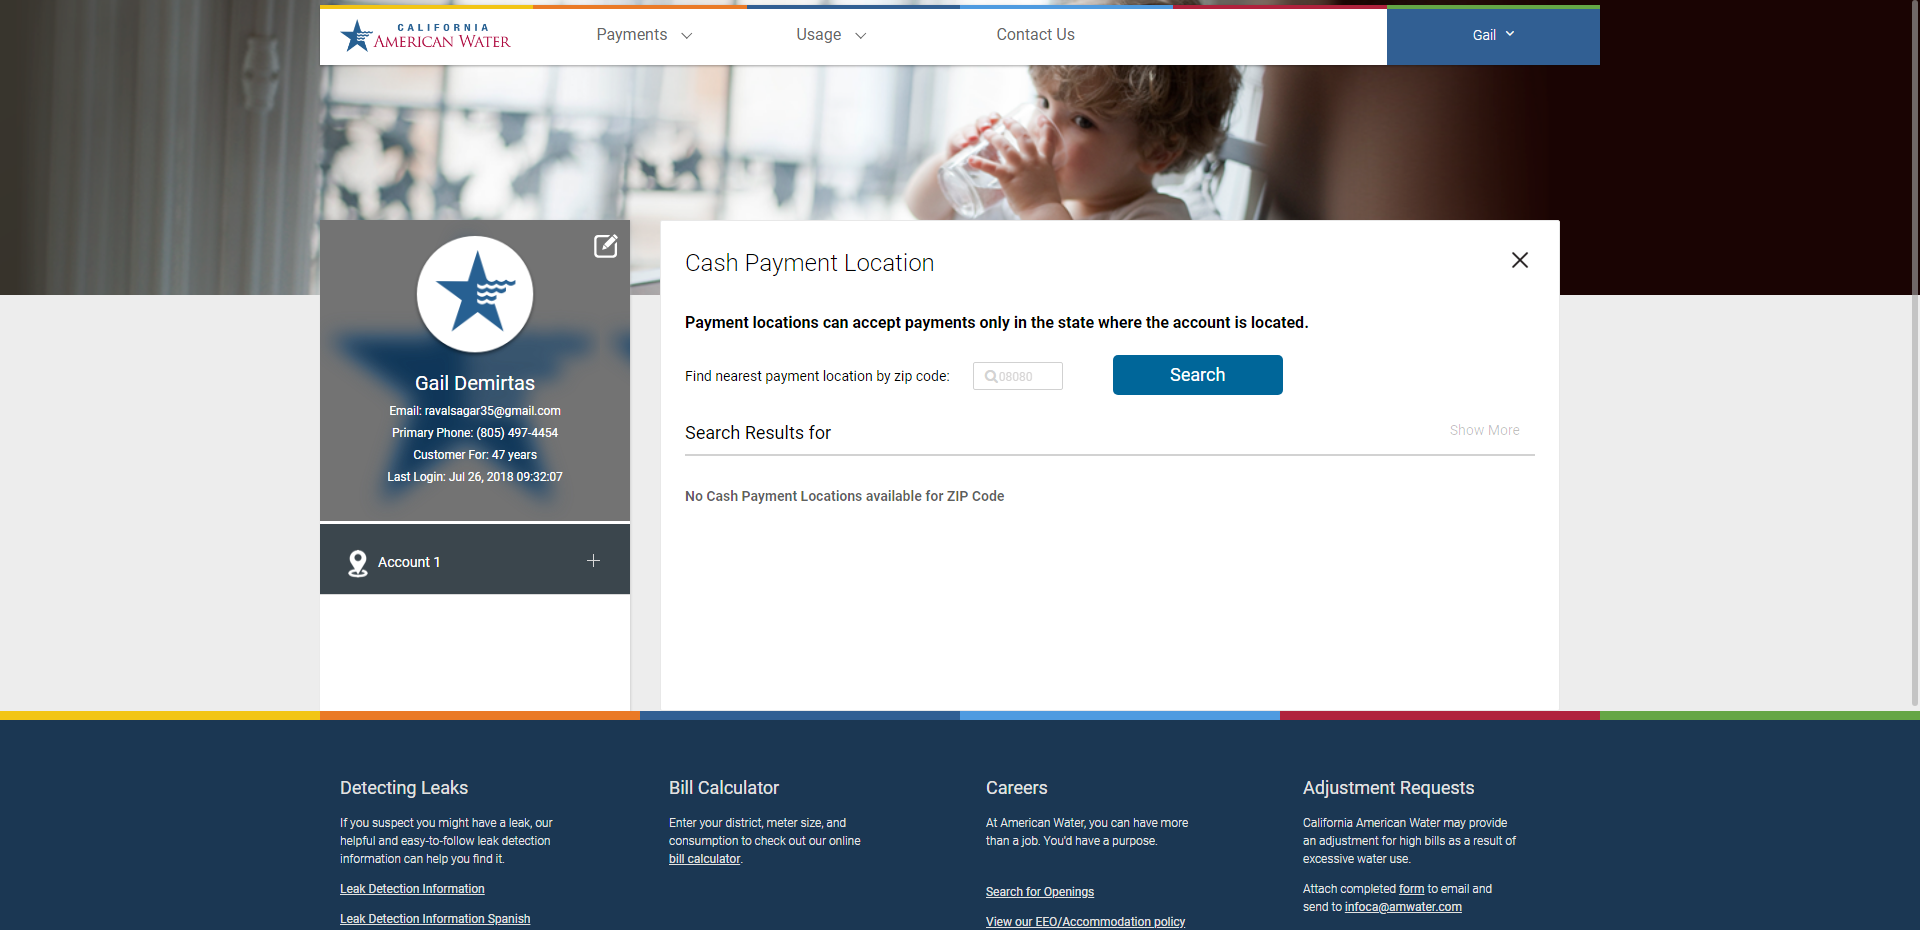 CALIFORNIA
AMERICAN WATER
Payments
Usage
Contact Us
Gail
Gail Demirtas
Email: ravalsagar35@gmail.com
Primary Phone: (805) 497-4454
Customer For: 47 years
Last Login: Jul 26, 2018 09:32:07
Account 1
Cash Payment Location
Payment locations can accept payments only in the state where the account is located.
Find nearest payment location by zip code:
08080
Search
Search Results for
Show More
No Cash Payment Locations available for ZIP Code
Detecting Leaks
If you suspect you might have a leak, our
helpful and easy-to-follow leak detection
information can help you find it.
Leak Detection Information
Leak Detection Information Spanish
Bill Calculator
Enter your district, meter size, and
consumption to check out our online
bill calculator.
Careers
At American Water, you can have more
than a job. You'd have a purpose.
Search for Openings
View our EEO/Accommodation policy
Adjustment Requests
California American Water may provide
an adjustment for high bills as a result of
excessive water use.
Attach completed form to email and
send to infoca@amwater.com